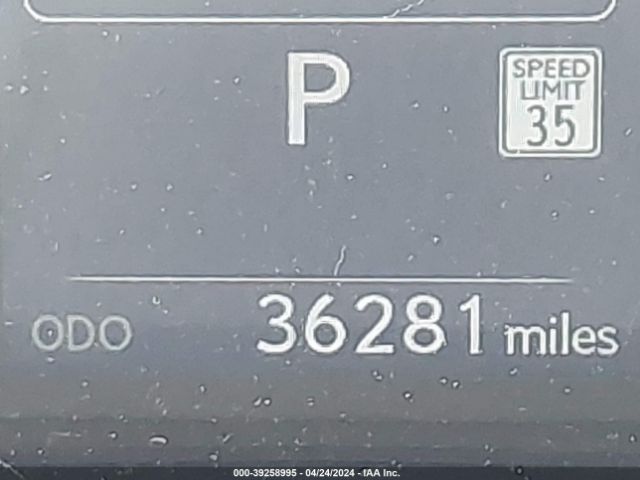 P
SPEED
LIMIT
35
ODO 36281 miles
000-39258995 - 04/24/2024 - IAA Inc.